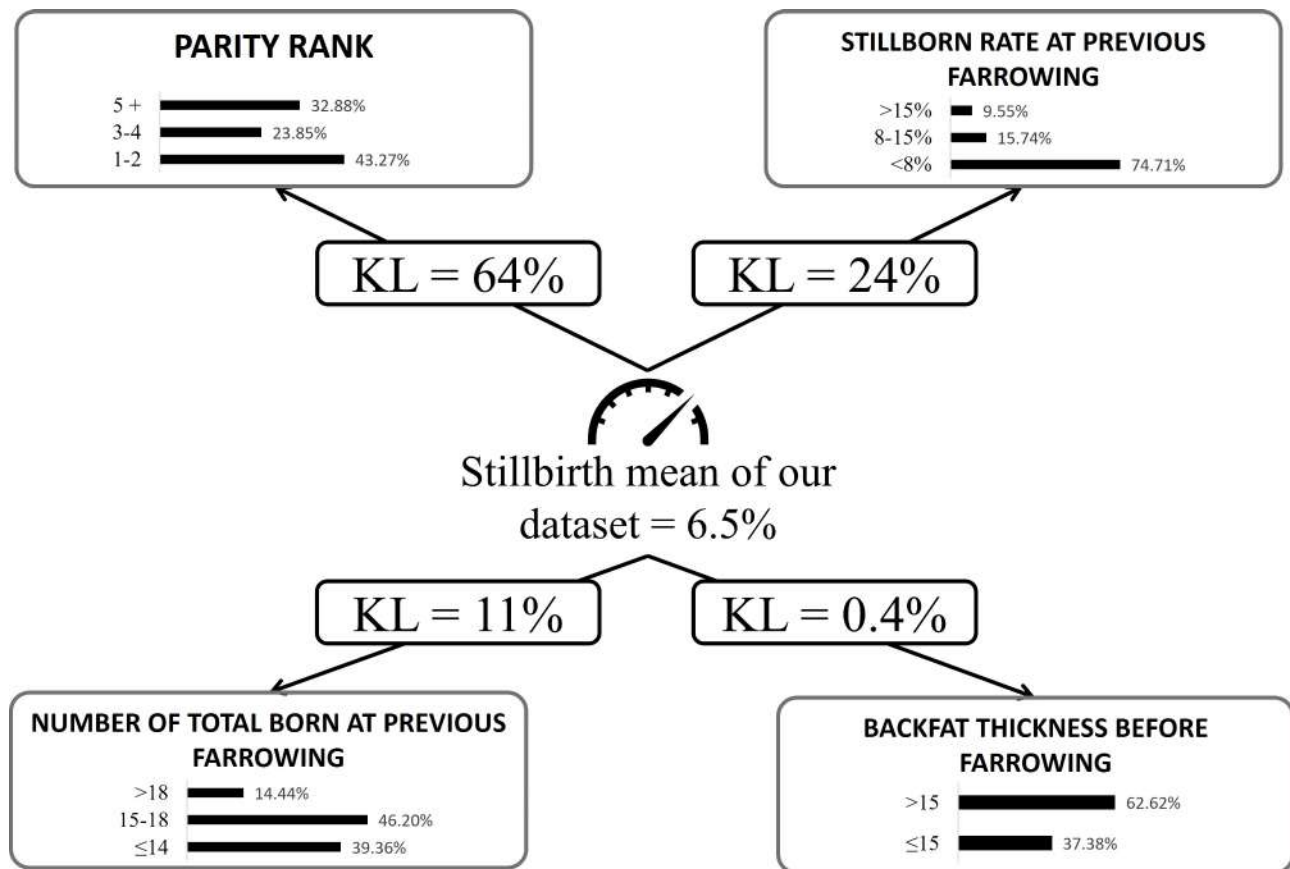 PARITY RANK
5 + 32.88%
3-4 23.85%
1-2 43.27%
STILLBORN RATE AT PREVIOUS
FARROWING
>15% 9.55%
8-15% 15.74%
<8% 74.71%
KL = 64%
KL = 24%
Stillbirth mean of our
dataset = 6.5%
KL = 11%
KL = 0.4%
NUMBER OF TOTAL BORN AT PREVIOUS
FARROWING
>18 14.44%
15-18 46.20%
≤14 39.36%
BACKFAT THICKNESS BEFORE
FARROWING
>15 62.62%
≤15 37.38%